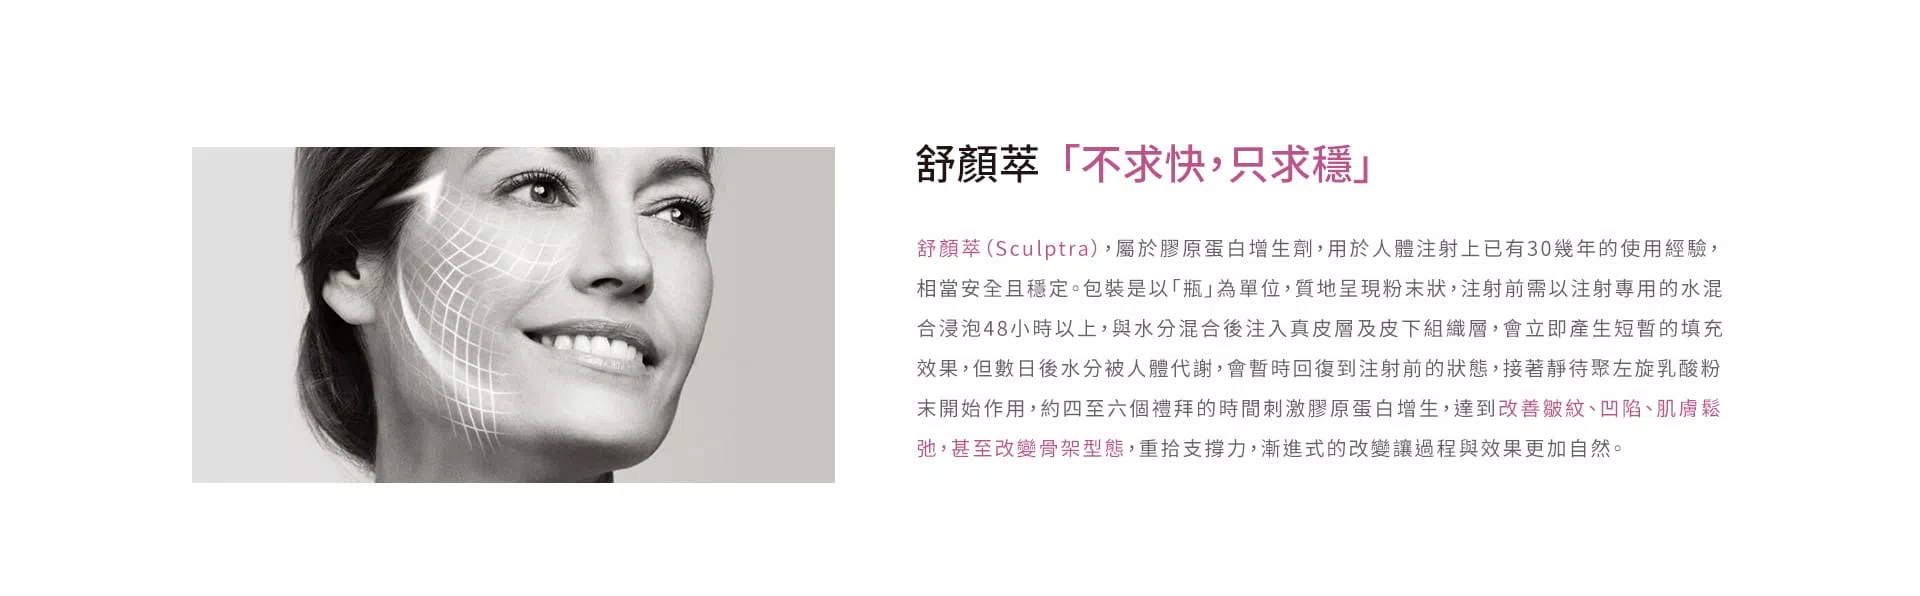 舒顏萃「不求快，只求穩」
舒顏萃（Sculptra），屬於膠原蛋白增生劑，用於人體注射上已有30幾年的使用經驗，
相當安全且穩定。包裝是以「瓶」為單位，質地呈現粉末狀，注射前需以注射專用的水混
合浸泡48小時以上，與水分混合後注入真皮層及皮下組織層，會立即產生短暫的填充
效果，但數日後水分被人體代謝，會暫時回復到注射前的狀態，接著靜待聚左旋乳酸粉
末開始作用，約四至六個禮拜的時間刺激膠原蛋白增生，達到改善皺紋、凹陷、肌膚鬆
弛，甚至改變骨架型態，重拾支撐力，漸進式的改變讓過程與效果更加自然。